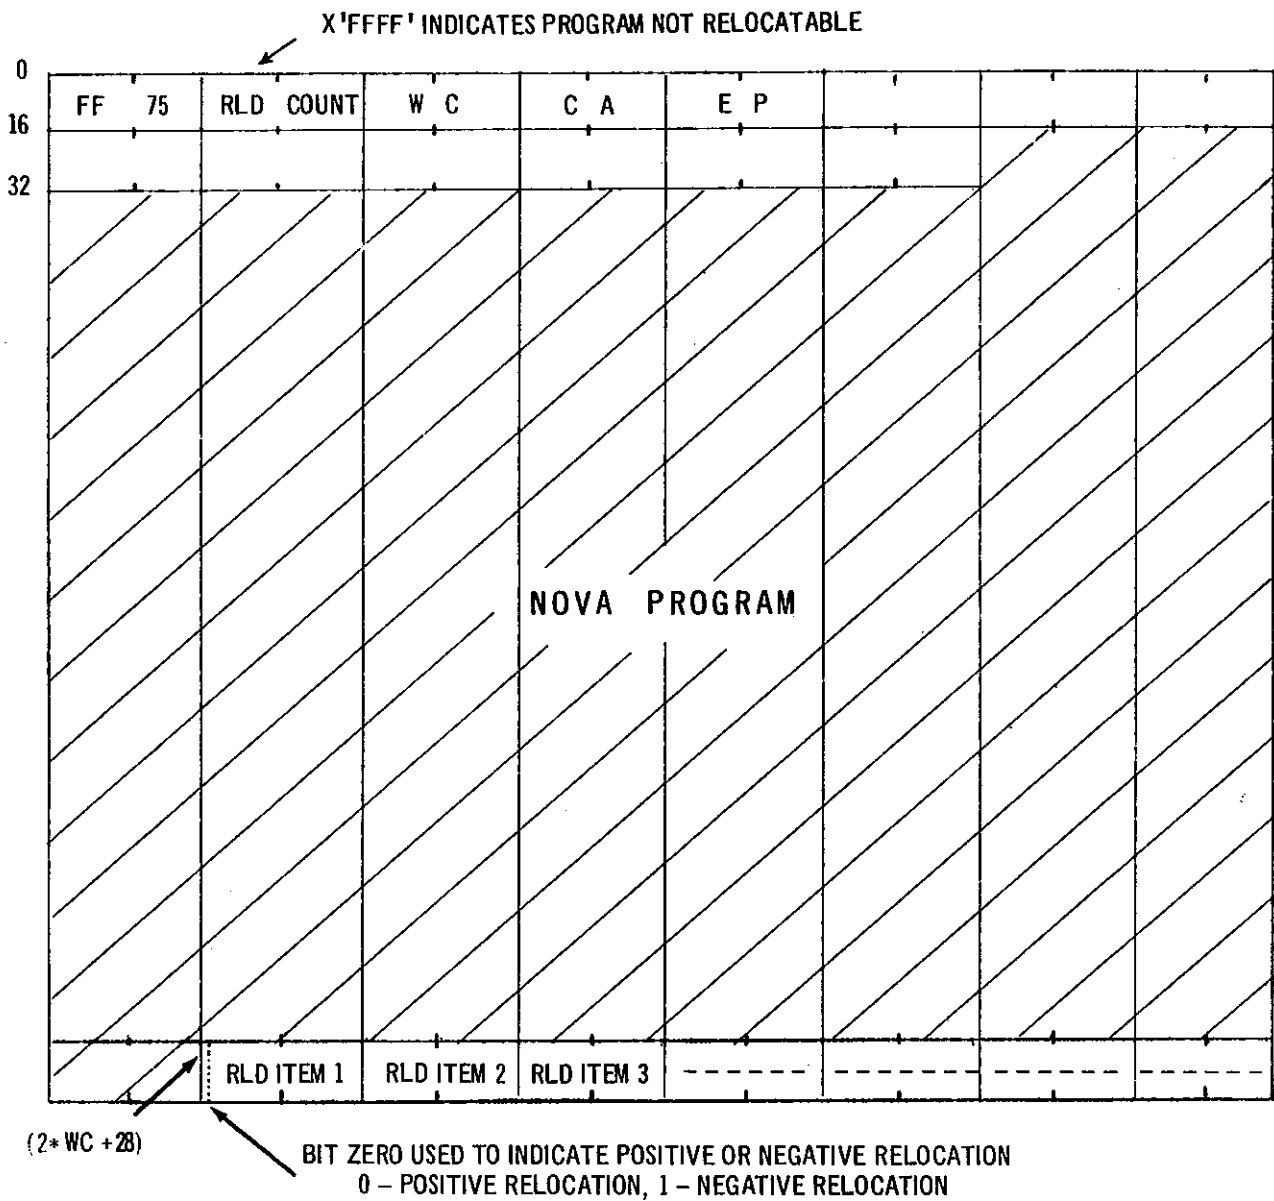 X'FFFF' INDICATES PROGRAM NOT RELOCATABLE
0
FF 75 RLD COUNT W C C A E P
16
32
NOVA PROGRAM
RLD ITEM 1 RLD ITEM 2 RLD ITEM 3
(2* WC +28)
BIT ZERO USED TO INDICATE POSITIVE OR NEGATIVE RELOCATION
0 – POSITIVE RELOCATION, 1 – NEGATIVE RELOCATION